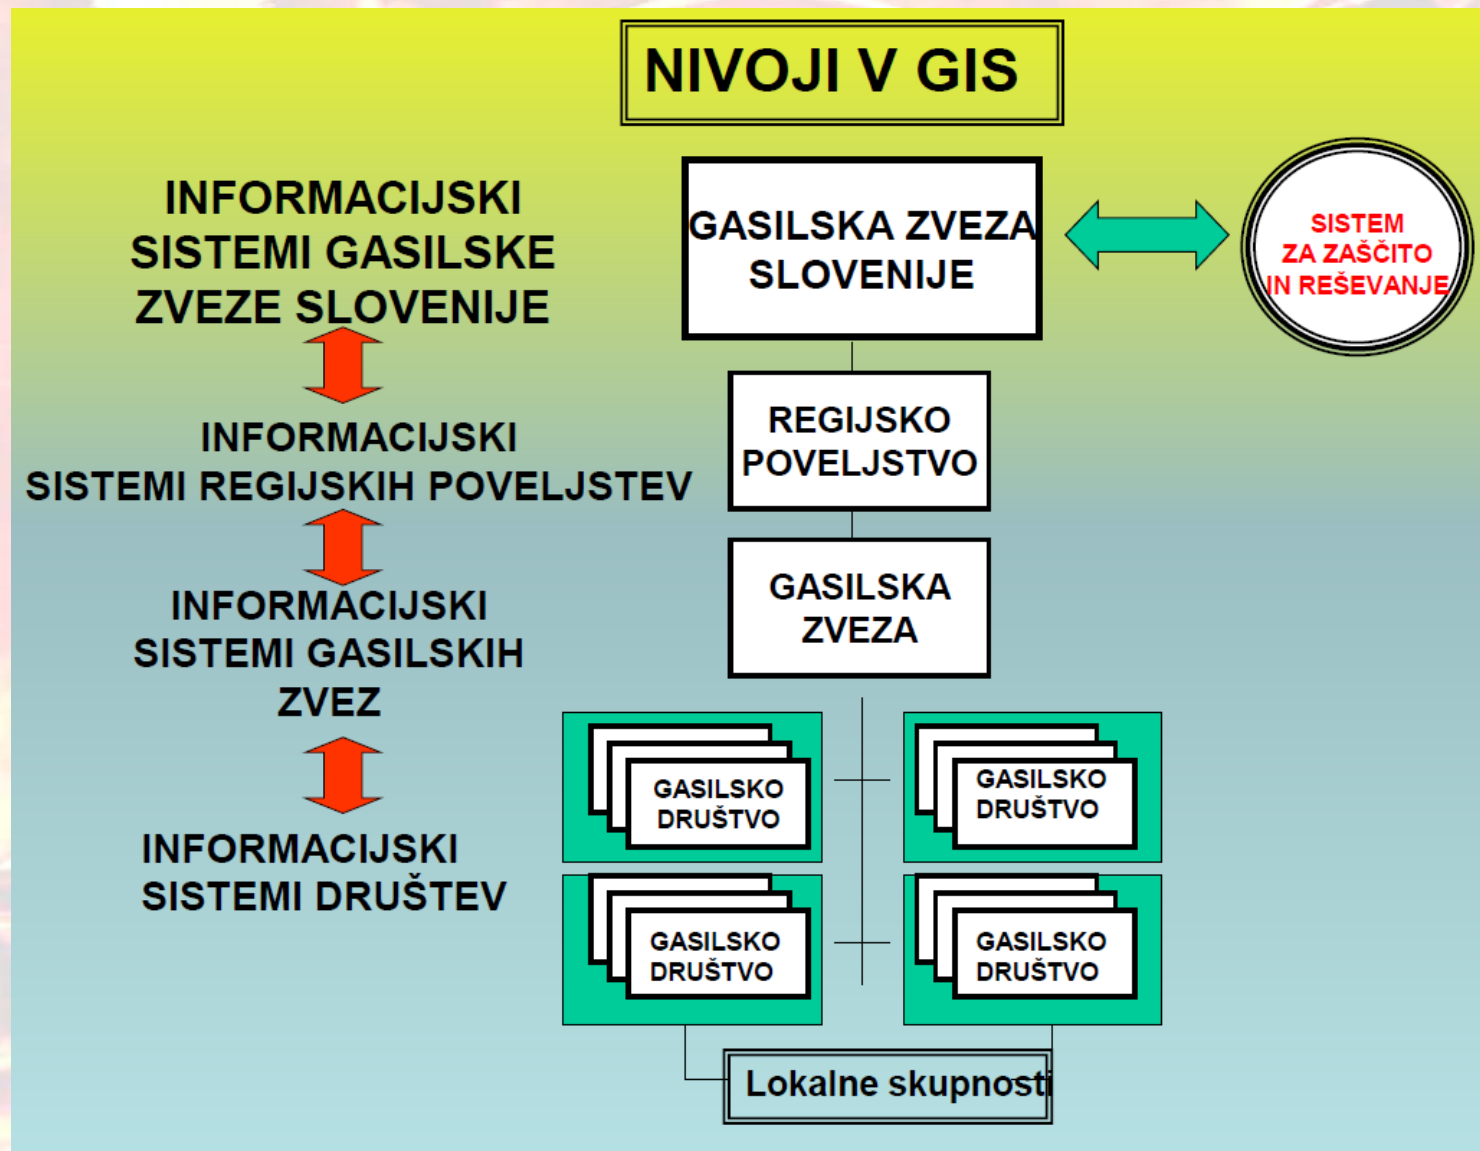 NIVOJI V GIS
INFORMACIJSKI
SISTEMI GASILSKE
ZVEZE SLOVENIJE
GASILSKA ZVEZA
SLOVENIJE
SISTEM
ZA ZAŠČITO
IN REŠEVANJE
INFORMACIJSKI
SISTEMI REGIJSKIH POVELJSTEV
REGIJSKO
POVELJSTVO
INFORMACIJSKI
SISTEMI GASILSKIH
ZVEZ
GASILSKA
ZVEZA
INFORMACIJSKI
SISTEMI DRUŠTEV
GASILSKO
DRUŠTVO
GASILSKO
DRUŠTVO
GASILSKO
DRUŠTVO
GASILSKO
DRUŠTVO
Lokalne skupnosti